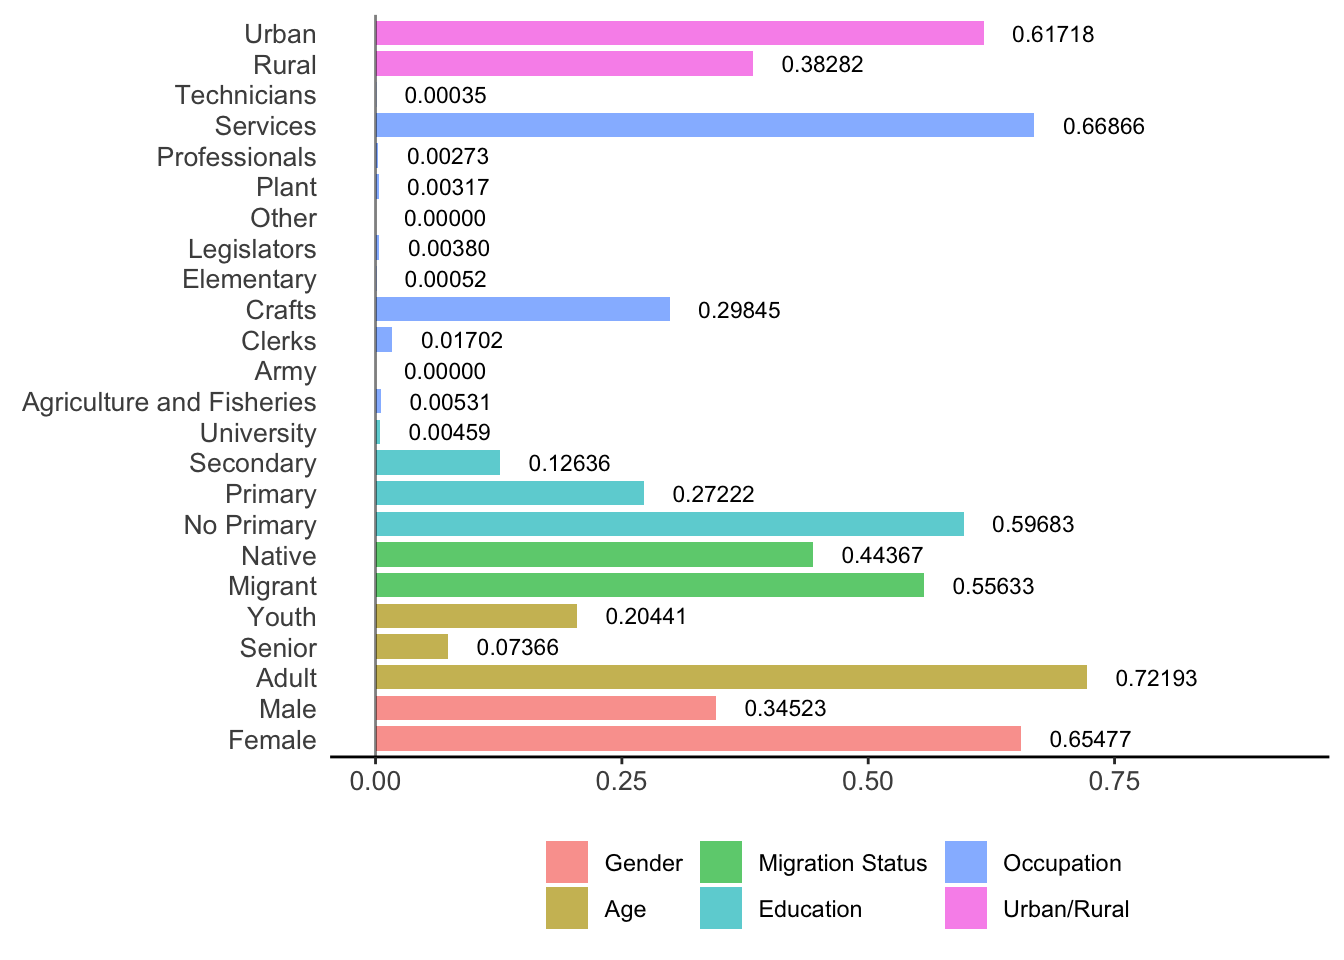 Urban 0.61718
Rural 0.38282
Technicians 0.00035
Services 0.66866
Professionals 0.00273
Plant 0.00317
Other 0.00000
Legislators 0.00380
Elementary 0.00052
Crafts 0.29845
Clerks 0.01702
Army 0.00000
Agriculture and Fisheries 0.00531
University 0.00459
Secondary 0.12636
Primary 0.27222
No Primary 0.59683
Native 0.44367
Migrant 0.55633
Youth 0.20441
Senior 0.07366
Adult 0.72193
Male 0.34523
Female 0.65477
0.00 0.25 0.50 0.75
Gender Migration Status Occupation
Age Education Urban/Rural